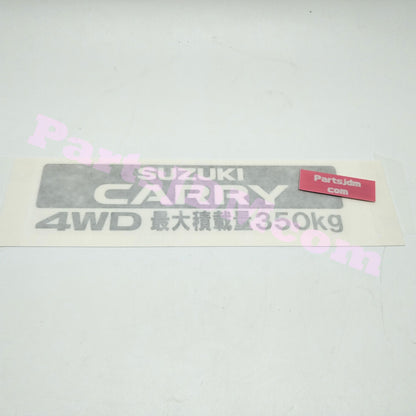 SUZUKI
CARRY
4WD 最大積載量350kg
Partsjdm
com
Partsjdm.com